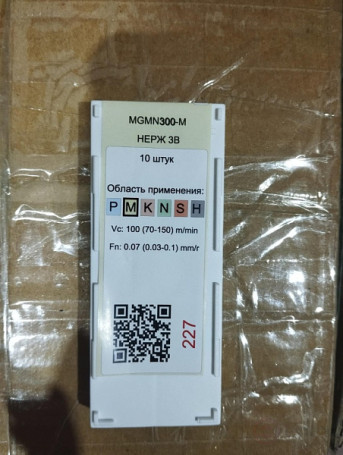 MGMN300-M
НЕРЖ 3В
10 штук
Область применения:
P M K N S H
Vc: 100 (70-150) m/min
Fn: 0.07 (0.03-0.1) mm/r
227